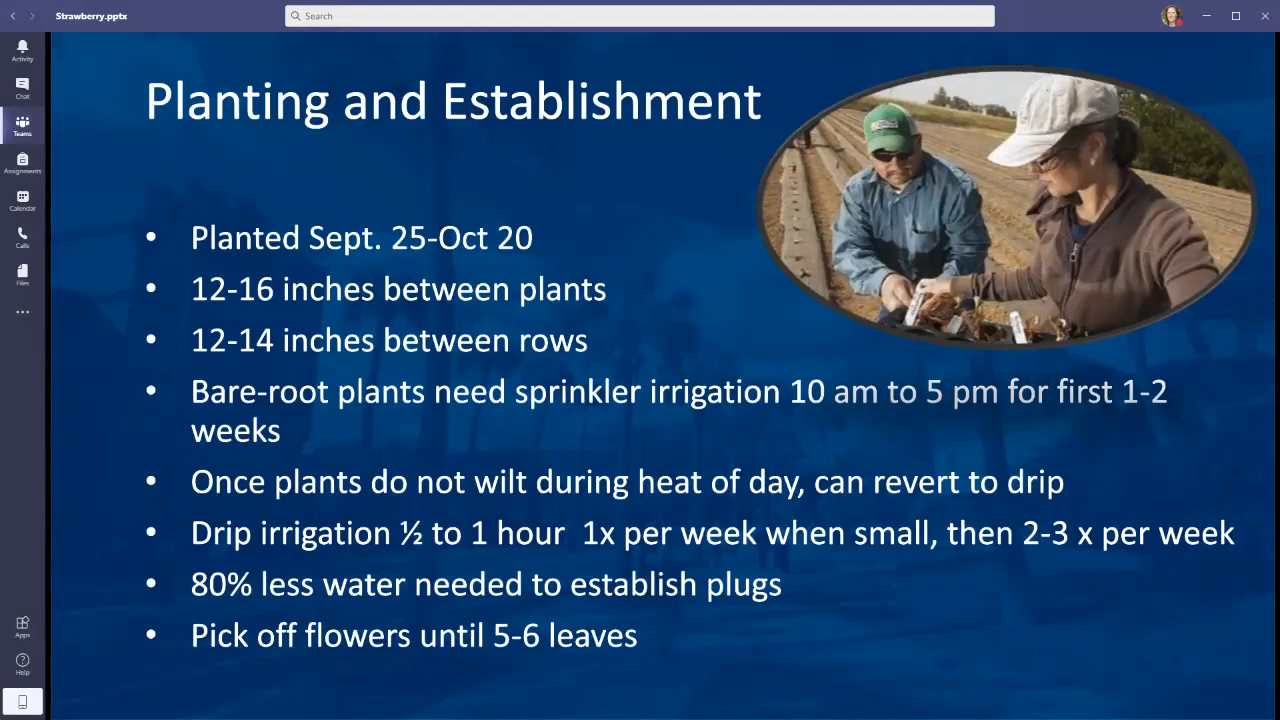 Strawberry.pptx
Search
Activity
Chat
Teams
Assignments
Calendar
Calls
Files
Apps
Help
Planting and Establishment
• Planted Sept. 25-Oct 20
• 12-16 inches between plants
• 12-14 inches between rows
• Bare-root plants need sprinkler irrigation 10 am to 5 pm for first 1-2
weeks
• Once plants do not wilt during heat of day, can revert to drip
• Drip irrigation ½ to 1 hour  1x per week when small, then 2-3 x per week
• 80% less water needed to establish plugs
• Pick off flowers until 5-6 leaves